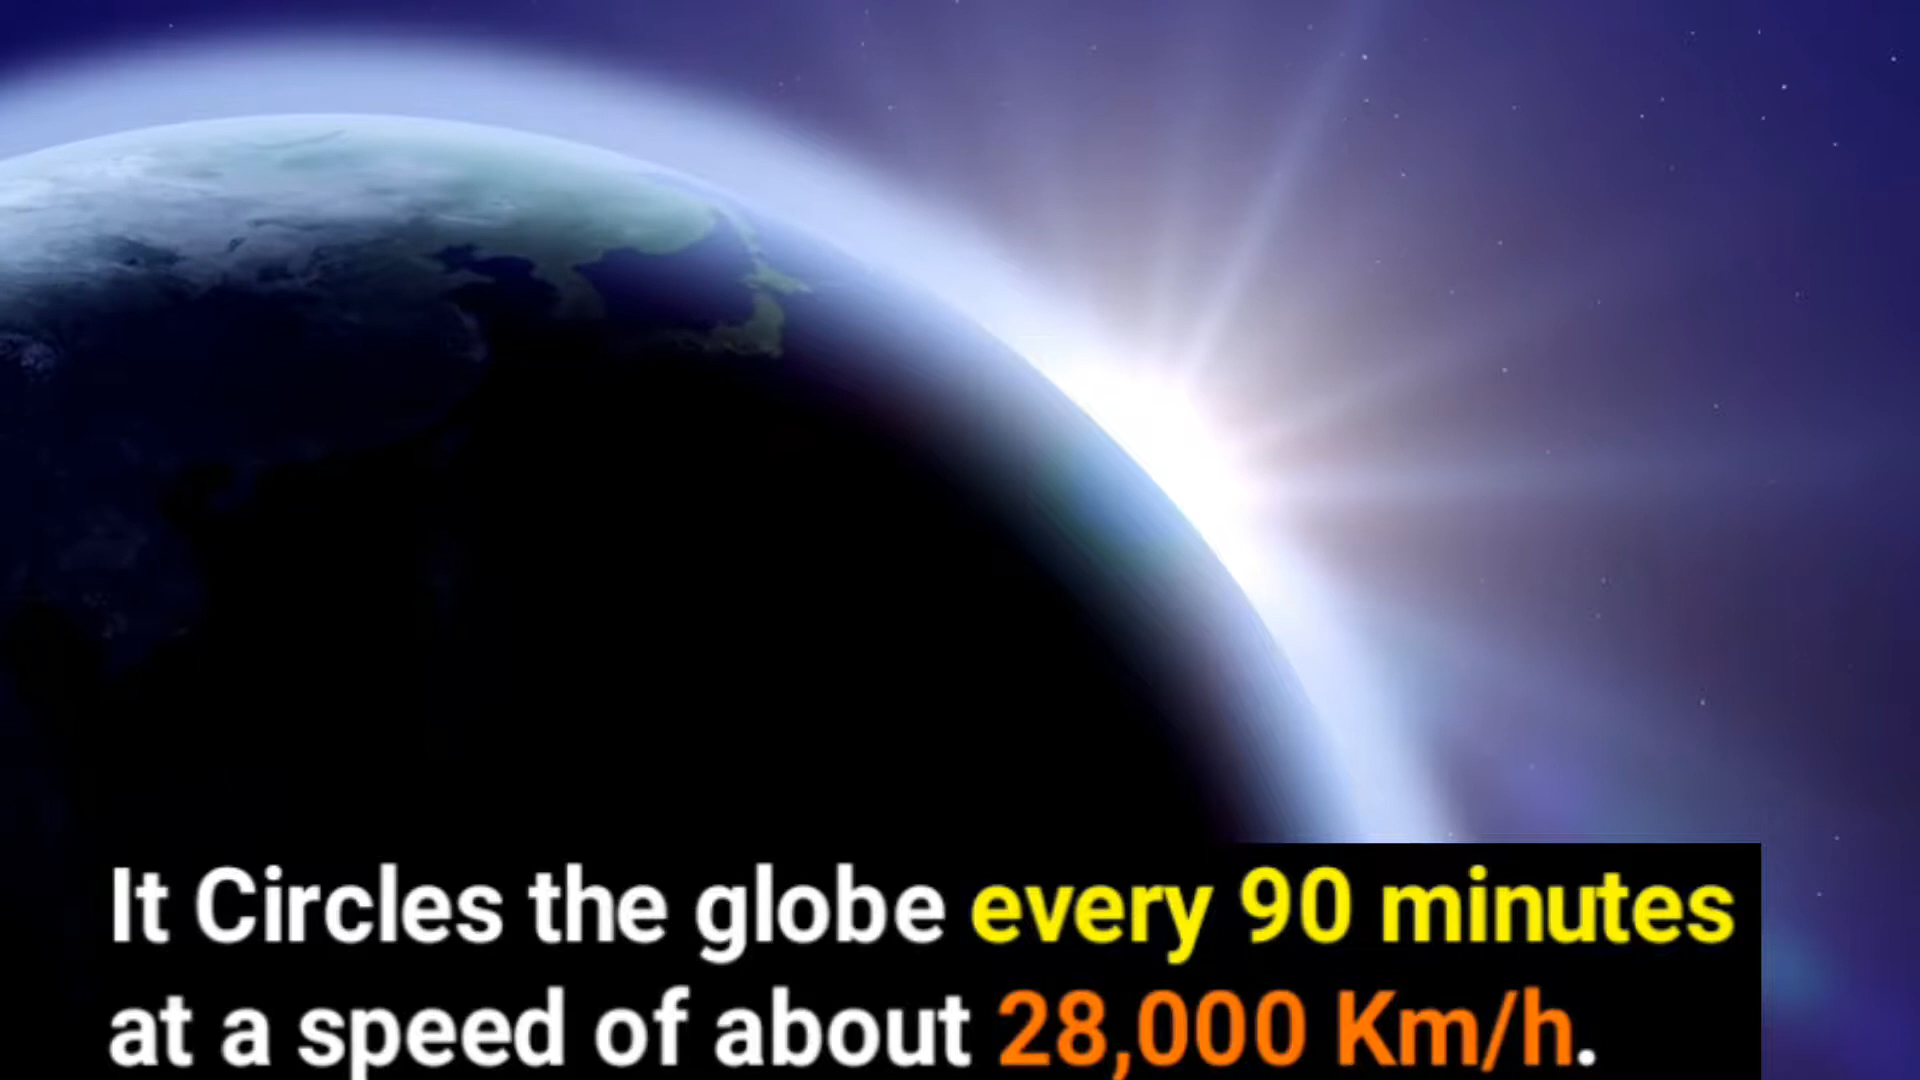 It Circles the globe every 90 minutes
at a speed of about 28,000 Km/h.